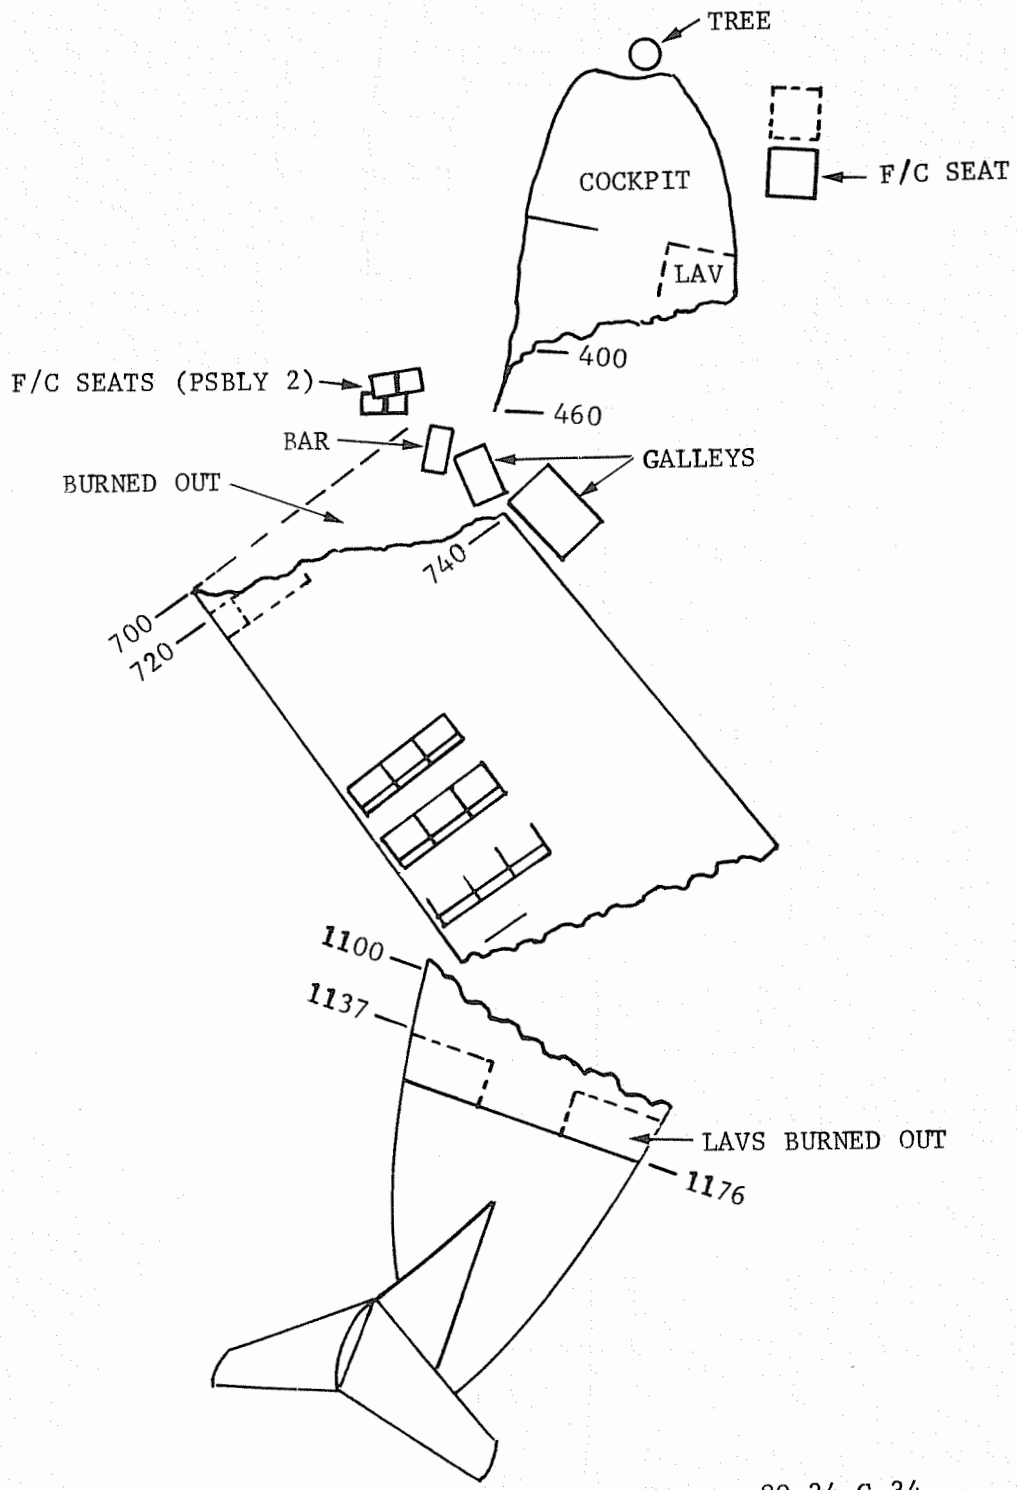 TREE
F/C SEAT
COCKPIT
LAV
400
F/C SEATS (PSBLY 2)
460
BAR
GALLEYS
BURNED OUT
740
700
720
1100
1137
LAVS BURNED OUT
1176